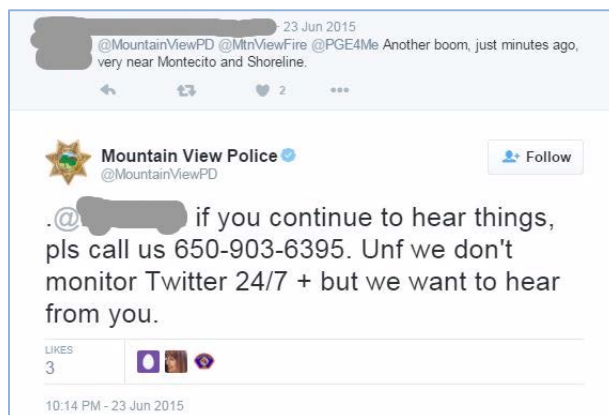 23 Jun 2015
@MountainViewPD @MtnViewFire @PGE4Me Another boom, just minutes ago,
very near Montecito and Shoreline.
2
Mountain View Police
@MountainViewPD
Follow
.@ if you continue to hear things,
pls call us 650-903-6395. Unf we don't
monitor Twitter 24/7 + but we want to hear
from you.
LIKES
3
10:14 PM - 23 Jun 2015